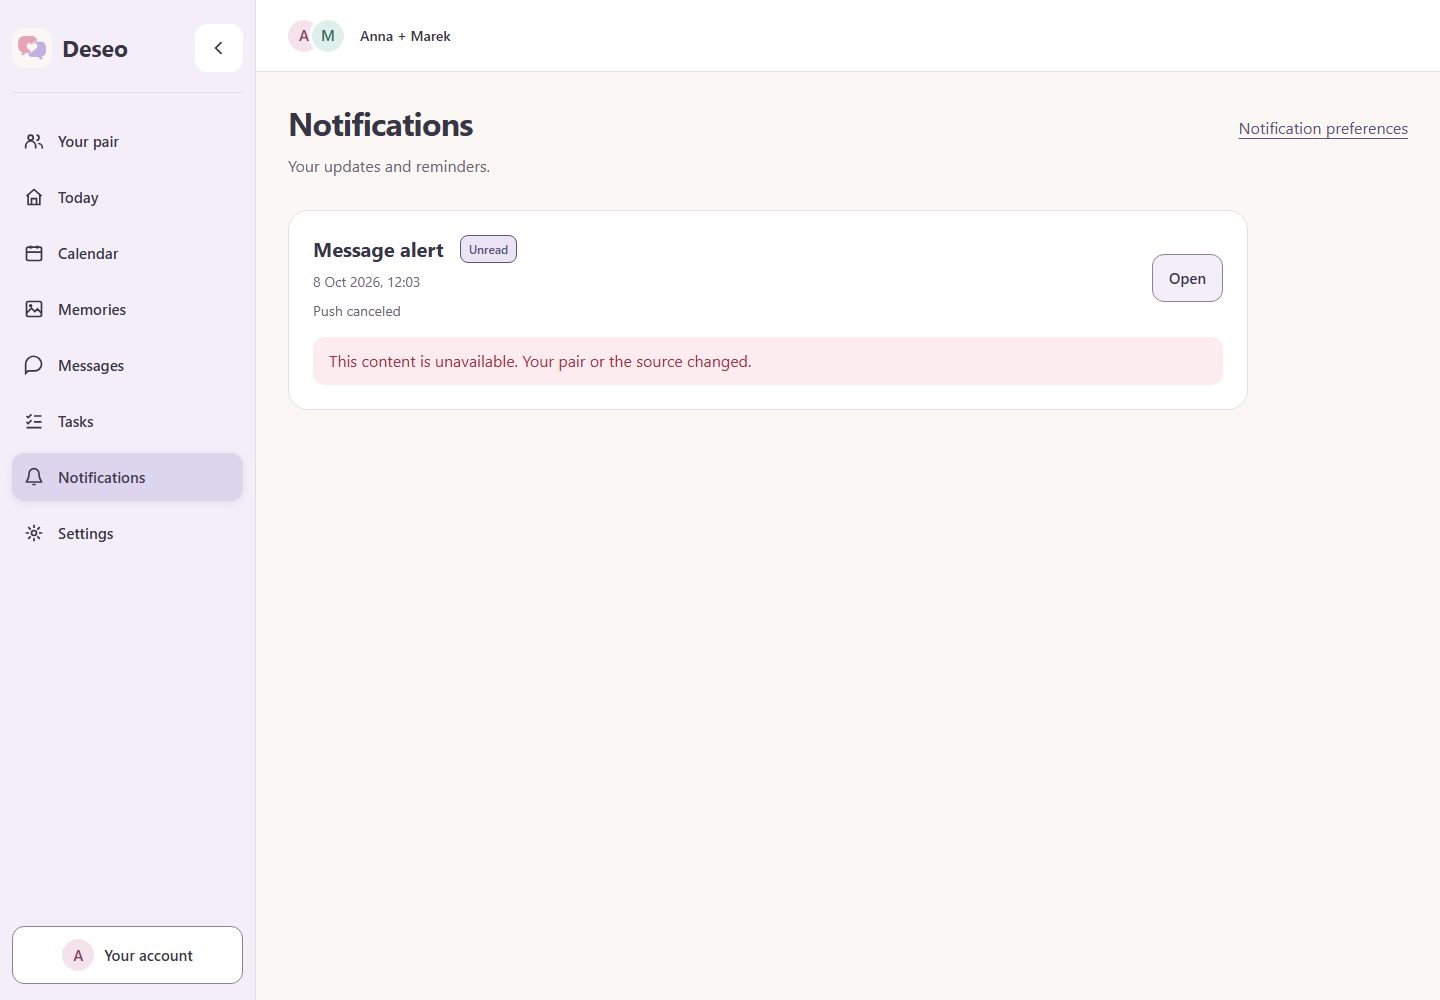 Deseo
Your pair
Today
Calendar
Memories
Messages
Tasks
Notifications
Settings
A Your account
A M Anna + Marek
Notifications
Notification preferences
Your updates and reminders.
Message alert Unread
8 Oct 2026, 12:03
Push canceled
Open
This content is unavailable. Your pair or the source changed.